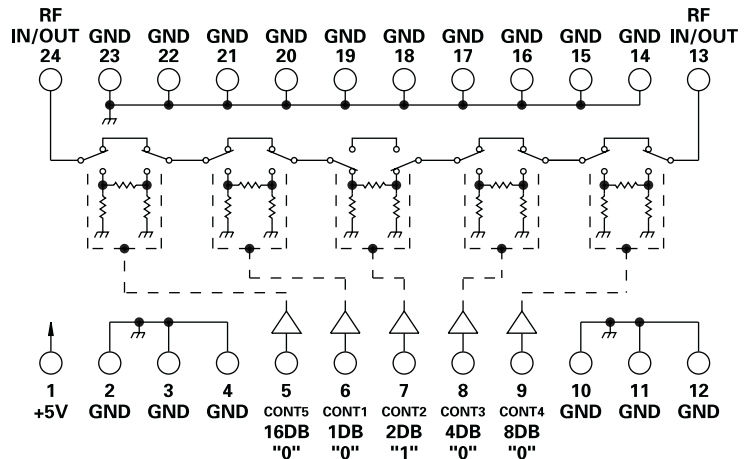 RF RF
IN/OUT GND GND GND GND GND GND GND GND GND GND IN/OUT
24 23 22 21 20 19 18 17 16 15 14 13
1 2 3 4 5 6 7 8 9 10 11 12
+5V GND GND GND CONT5 CONT1 CONT2 CONT3 CONT4 GND GND GND
16DB 1DB 2DB 4DB 8DB
"0" "0" "1" "0" "0"